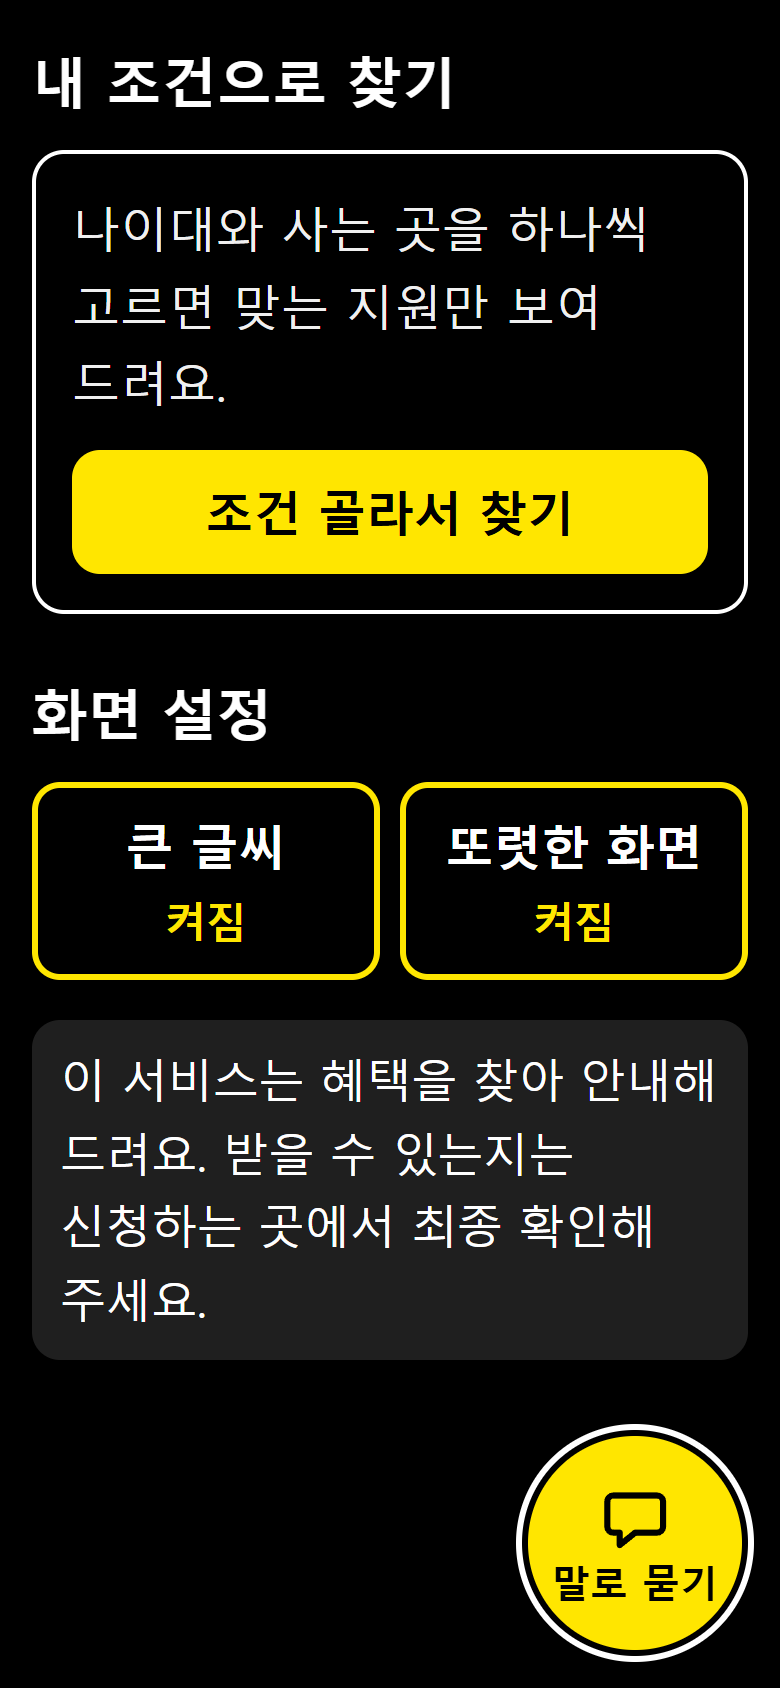 내 조건으로 찾기
나이대와 사는 곳을 하나씩
고르면 맞는 지원만 보여
드려요.
조건 골라서 찾기
화면 설정
큰 글씨
켜짐
또렷한 화면
켜짐
이 서비스는 혜택을 찾아 안내해
드려요. 받을 수 있는지는
신청하는 곳에서 최종 확인해
주세요.
말로 묻기